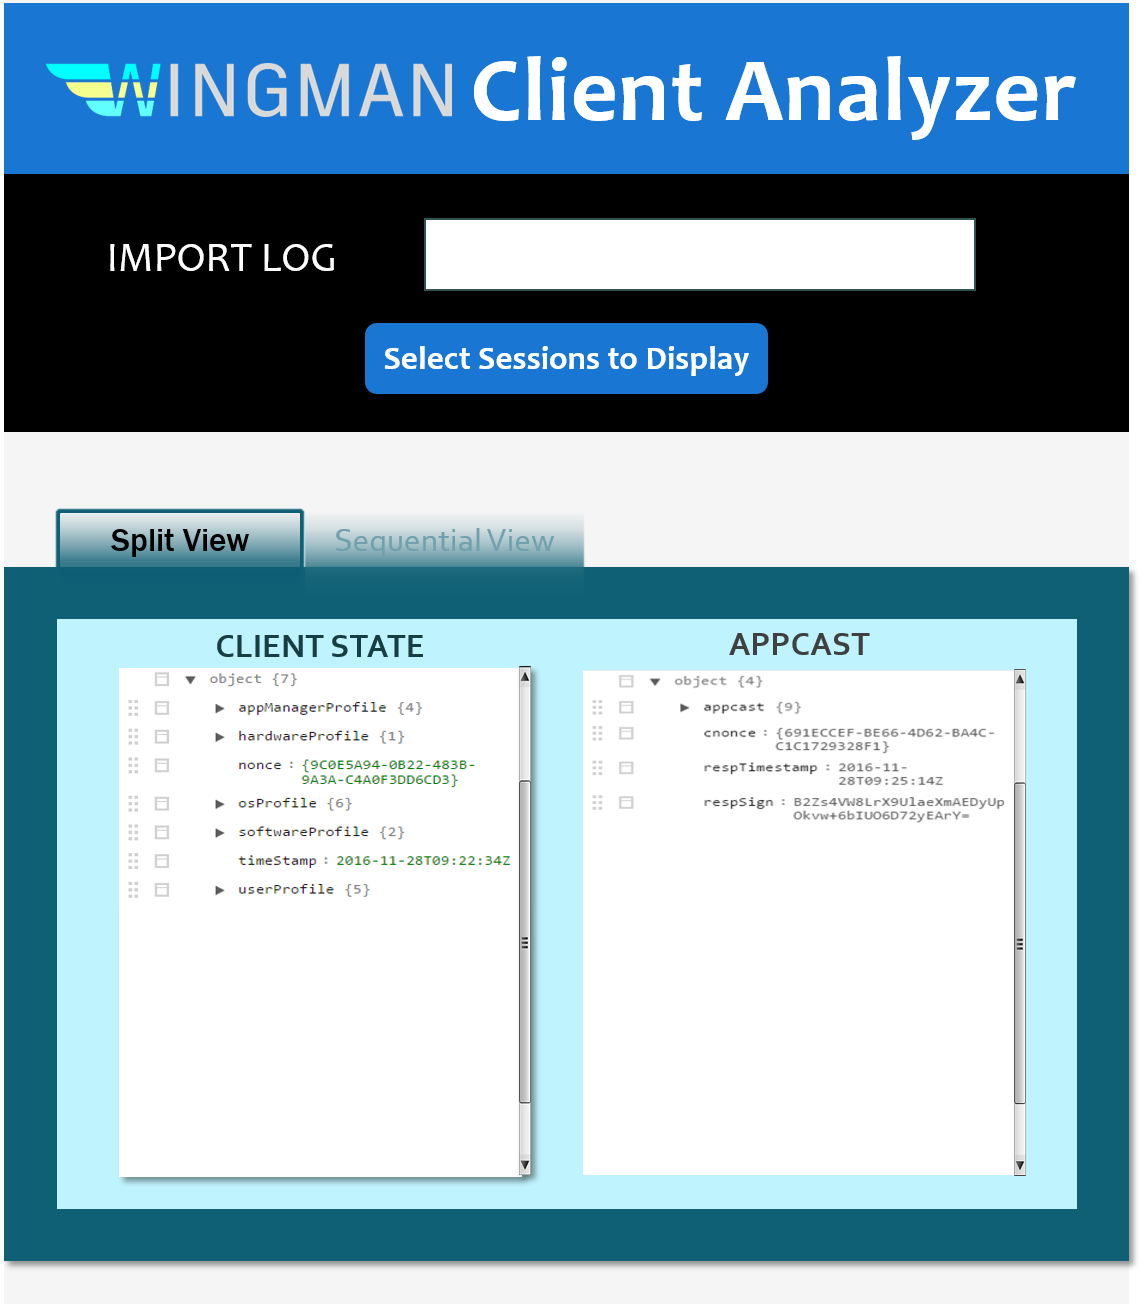 WINGMAN Client Analyzer
IMPORT LOG
Select Sessions to Display
Split View
Sequential View
CLIENT STATE
object {7}
appManagerProfile {4}
hardwareProfile {1}
nonce : {9C0E5A94-0B22-483B-
9A3A-C4A0F3DD6CD3}
osProfile {6}
softwareProfile {2}
timeStamp : 2016-11-28T09:22:34Z
userProfile {5}
APPCAST
object {4}
appcast {9}
cnonce : {691ECCEF-BE66-4D62-BA4C-
C1C1729328F1}
respTimestamp : 2016-11-
28T09:25:14Z
respSign : B2Zs4VW8LrX9UlaeXmAEDyUp
Okvw+6bIUO6D72yEArY=